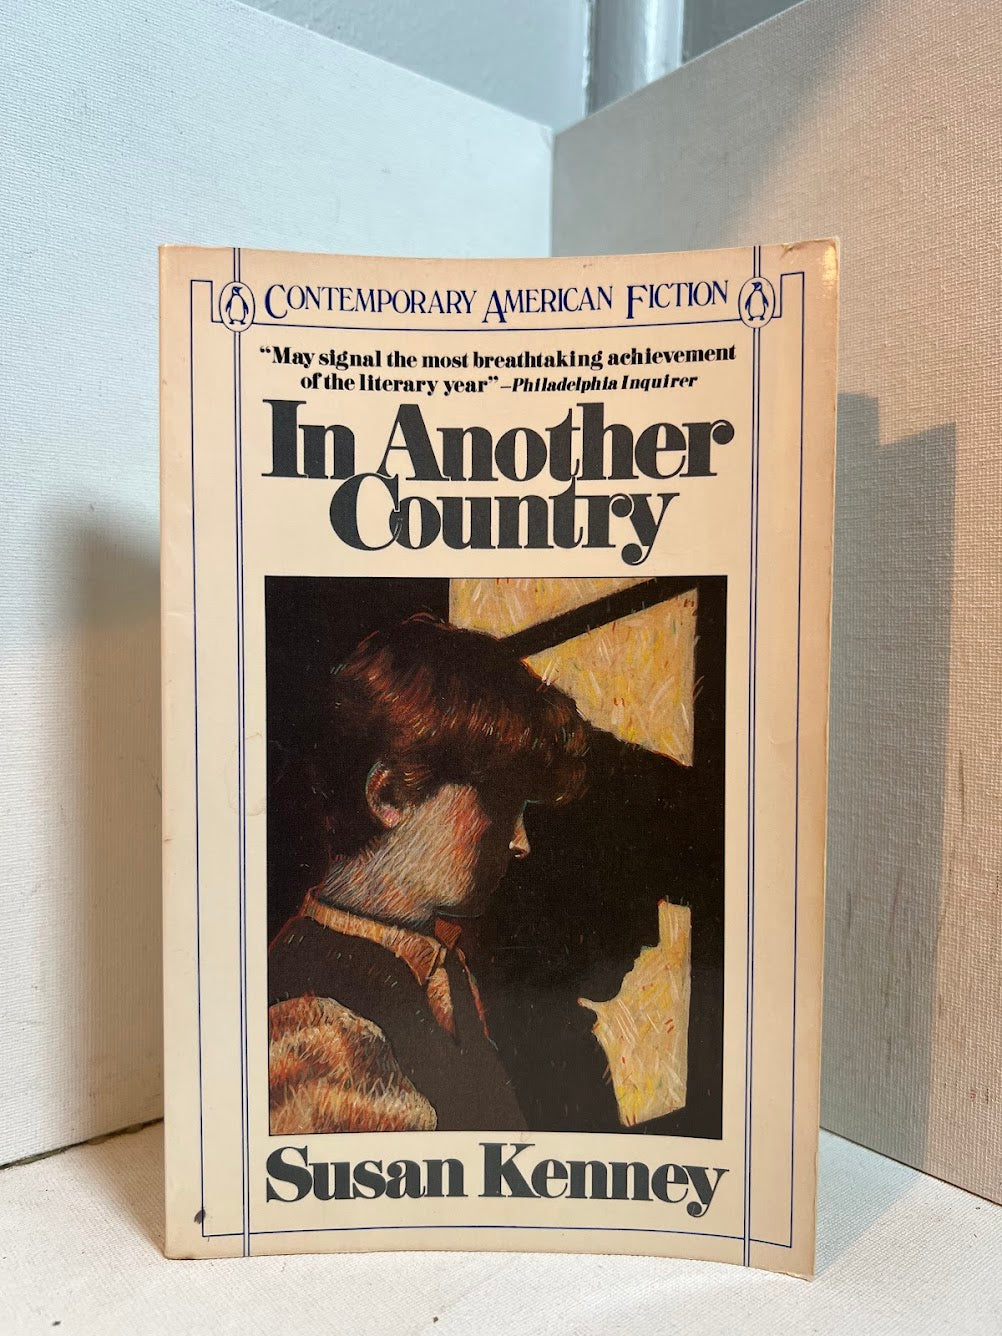 CONTEMPORARY AMERICAN FICTION
“May signal the most breathtaking achievement
of the literary year”–Philadelphia Inquirer
In Another
Country
Susan Kenney